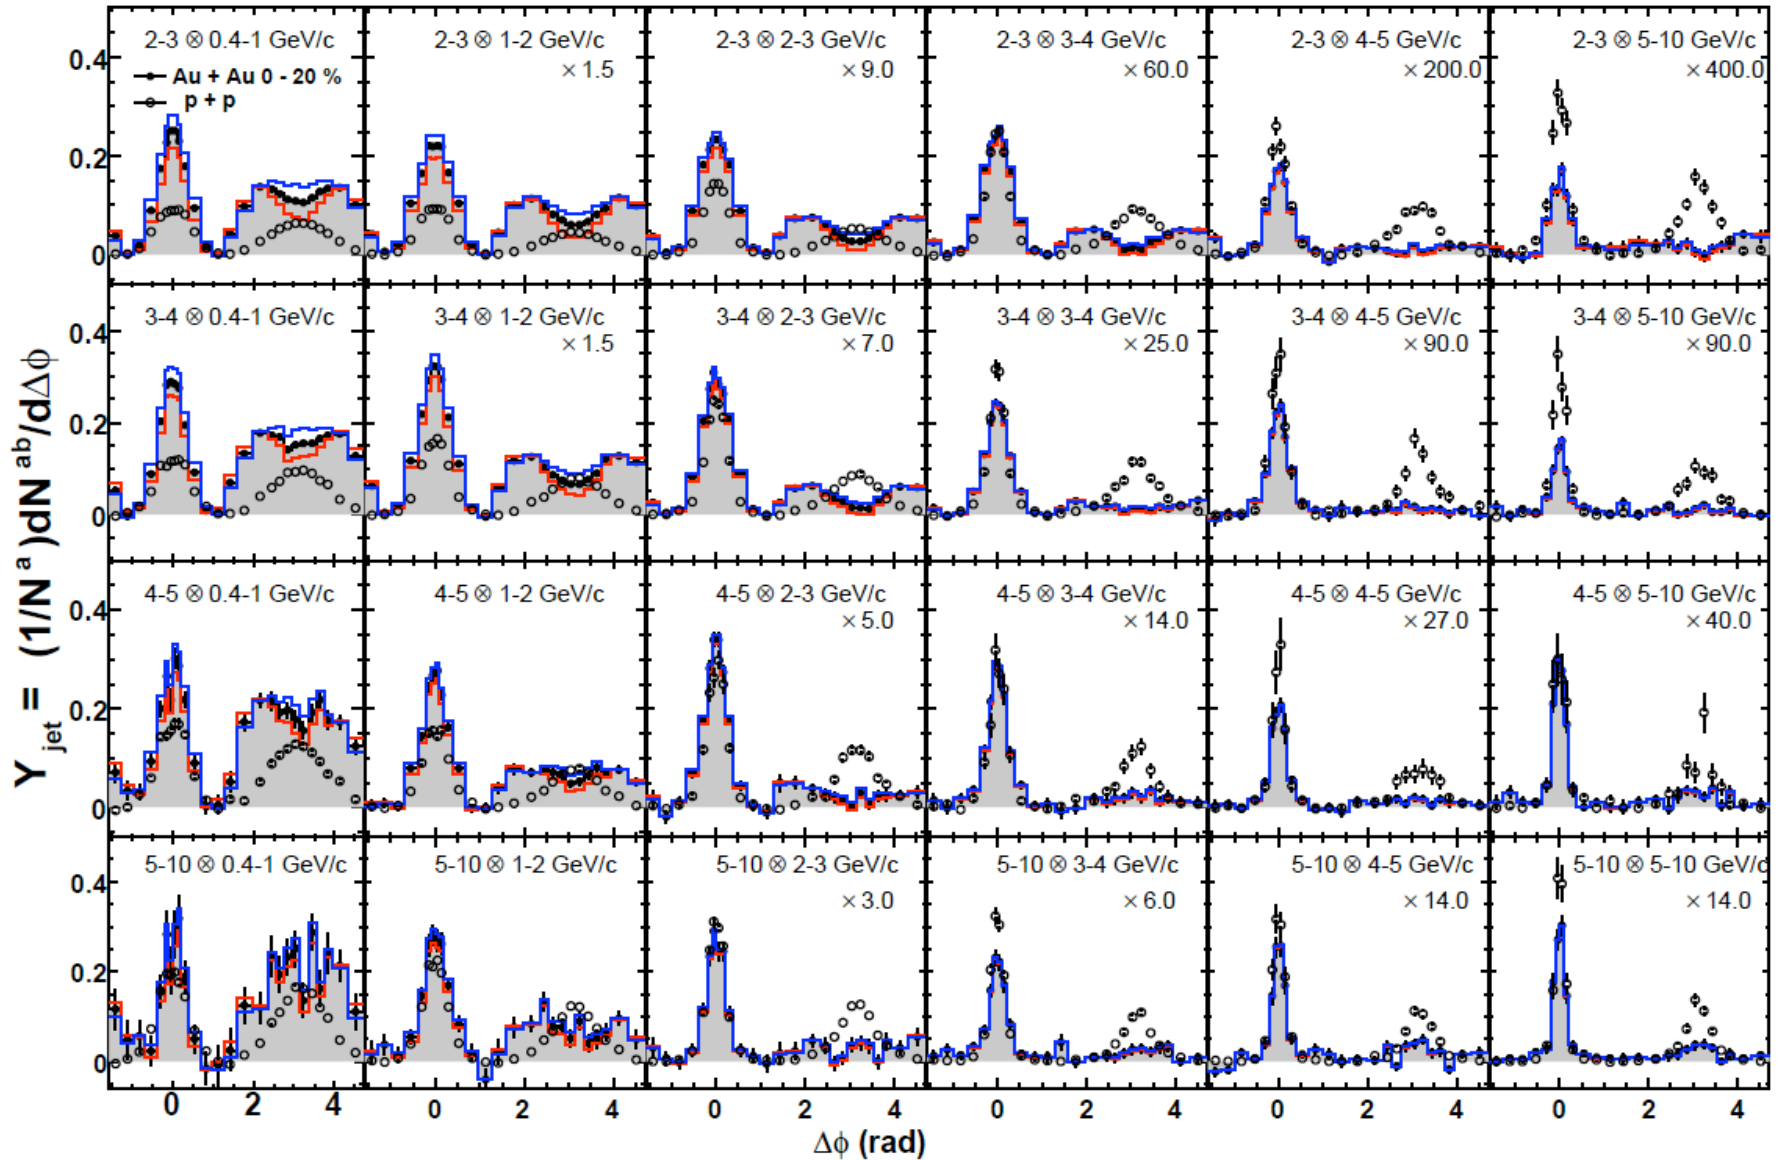 2-3 ⊗ 0.4-1 GeV/c
Au + Au 0 - 20 %
p + p
2-3 ⊗ 1-2 GeV/c
× 1.5
2-3 ⊗ 2-3 GeV/c
× 9.0
2-3 ⊗ 3-4 GeV/c
× 60.0
2-3 ⊗ 4-5 GeV/c
× 200.0
2-3 ⊗ 5-10 GeV/c
× 400.0
0.4
0.2
0
3-4 ⊗ 0.4-1 GeV/c
3-4 ⊗ 1-2 GeV/c
× 1.5
3-4 ⊗ 2-3 GeV/c
× 7.0
3-4 ⊗ 3-4 GeV/c
× 25.0
3-4 ⊗ 4-5 GeV/c
× 90.0
3-4 ⊗ 5-10 GeV/c
× 90.0
0.4
0.2
0
4-5 ⊗ 0.4-1 GeV/c
4-5 ⊗ 1-2 GeV/c
4-5 ⊗ 2-3 GeV/c
× 5.0
4-5 ⊗ 3-4 GeV/c
× 14.0
4-5 ⊗ 4-5 GeV/c
× 27.0
4-5 ⊗ 5-10 GeV/c
× 40.0
0.4
0.2
0
5-10 ⊗ 0.4-1 GeV/c
5-10 ⊗ 1-2 GeV/c
5-10 ⊗ 2-3 GeV/c
× 3.0
5-10 ⊗ 3-4 GeV/c
× 6.0
5-10 ⊗ 4-5 GeV/c
× 14.0
5-10 ⊗ 5-10 GeV/c
× 14.0
0.4
0.2
0
0 2 4 0 2 4 0 2 4 0 2 4 0 2 4 0 2 4
Δϕ (rad)
Y jet = (1/N a )dN ab /dΔϕ